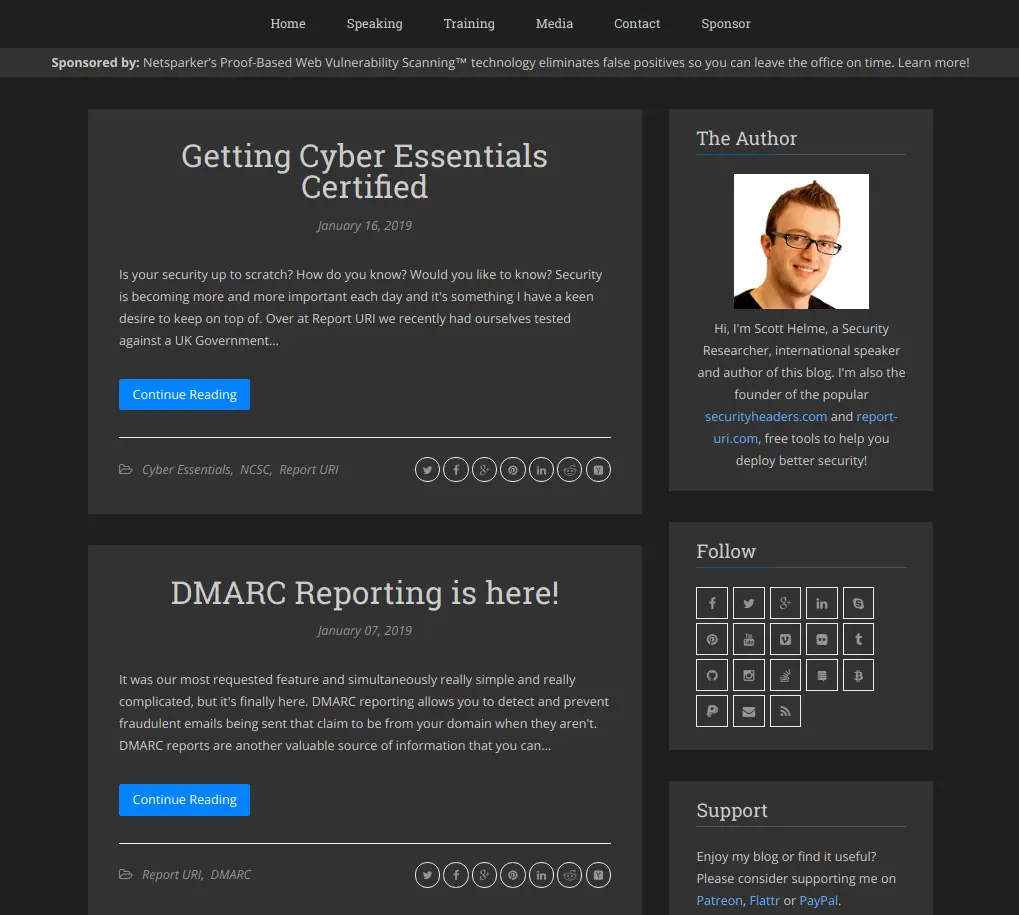 Home Speaking Training Media Contact Sponsor
Sponsored by: Netsparker's Proof-Based Web Vulnerability Scanning™ technology eliminates false positives so you can leave the office on time. Learn more!
Getting Cyber Essentials
Certified
January 16, 2019
Is your security up to scratch? How do you know? Would you like to know? Security
is becoming more and more important each day and it's something I have a keen
desire to keep on top of. Over at Report URI we recently had ourselves tested
against a UK Government...
Continue Reading
Cyber Essentials, NCSC, Report URI
DMARC Reporting is here!
January 07, 2019
It was our most requested feature and simultaneously really simple and really
complicated, but it's finally here. DMARC reporting allows you to detect and prevent
fraudulent emails being sent that claim to be from your domain when they aren't.
DMARC reports are another valuable source of information that you can...
Continue Reading
Report URI, DMARC
The Author
Hi, I'm Scott Helme, a Security
Researcher, international speaker
and author of this blog. I'm also the
founder of the popular
securityheaders.com and report-
uri.com, free tools to help you
deploy better security!
Follow
Support
Enjoy my blog or find it useful?
Please consider supporting me on
Patreon, Flattr or PayPal.